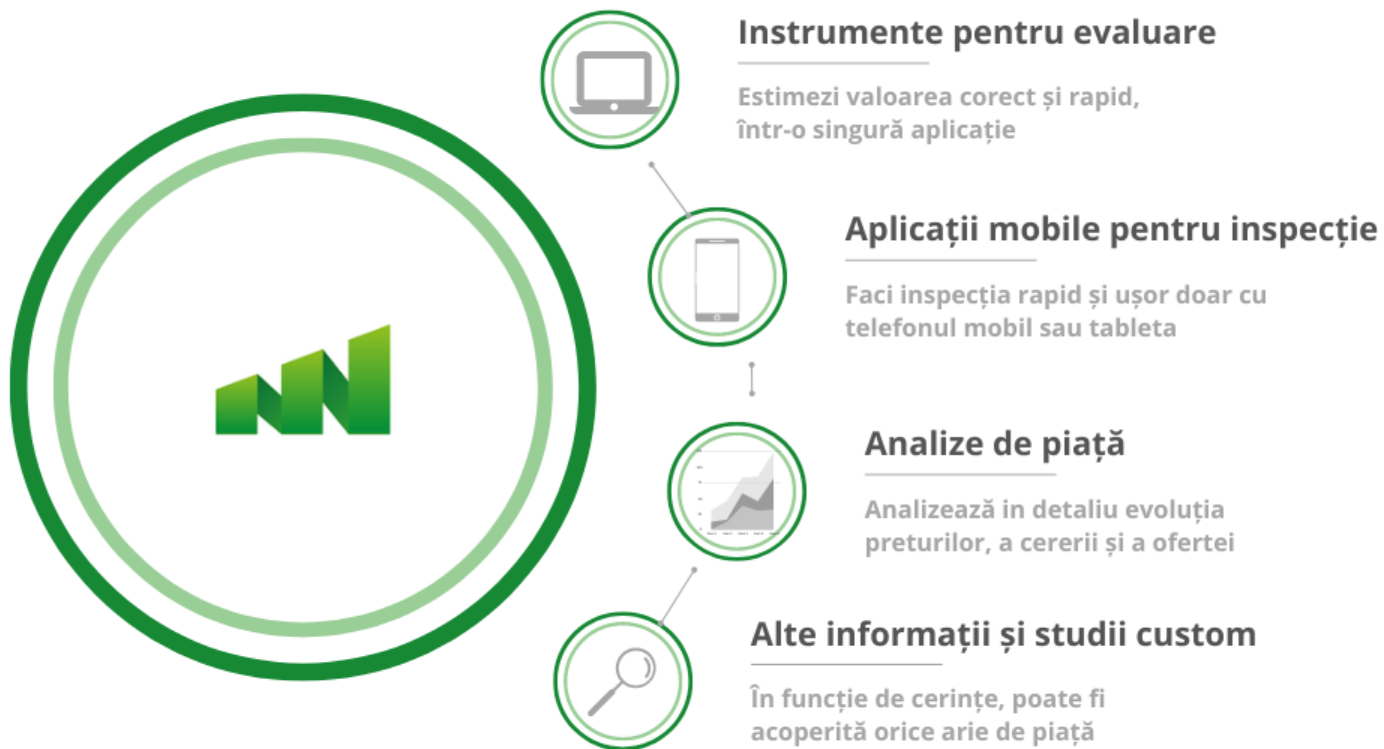 Instrumente pentru evaluare
Estimezi valoarea corect și rapid,
într-o singură aplicație
Aplicații mobile pentru inspecție
Faci inspecția rapid și ușor doar cu
telefonul mobil sau tableta
Analize de piață
Analizează in detaliu evoluția
preturilor, a cererii și a ofertei
Alte informații și studii custom
În funcție de cerințe, poate fi
acoperită orice arie de piață